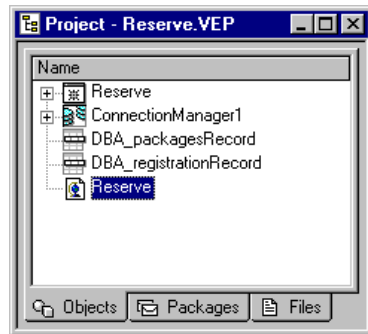 Project - Reserve.VEP
Name
Reserve
ConnectionManager1
DBA_packagesRecord
DBA_registrationRecord
Reserve
Objects Packages Files